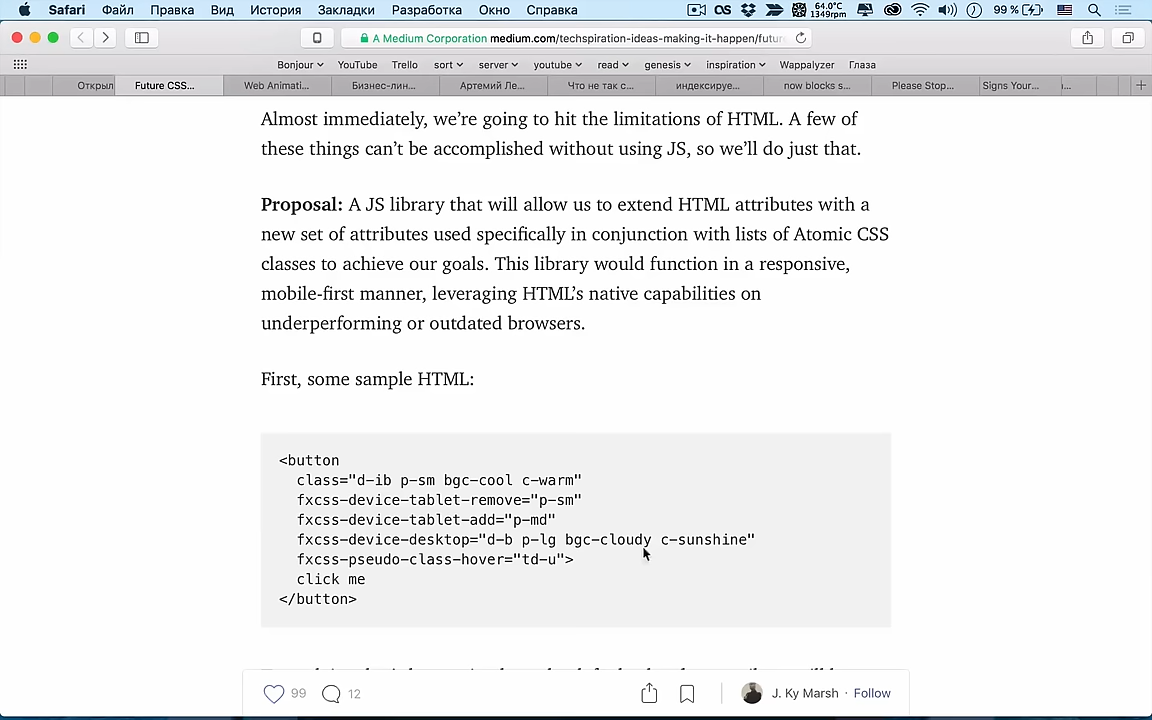 Safari Файл Правка Вид История Закладки Разработка Окно Справка 64.0°C 1349rpm 99 %
A Medium Corporation medium.com/techspiration-ideas-making-it-happen/futur
Bonjour YouTube Trello sort server youtube read genesis inspiration Wappalyzer Глаза
Открыл Future CSS... Web Animati... Бизнес-лин... Артемий Ле... Что не так с... индексируе... now blocks s... Please Stop... Signs Your...
Almost immediately, we’re going to hit the limitations of HTML. A few of
these things can’t be accomplished without using JS, so we’ll do just that.
Proposal: A JS library that will allow us to extend HTML attributes with a
new set of attributes used specifically in conjunction with lists of Atomic CSS
classes to achieve our goals. This library would function in a responsive,
mobile-first manner, leveraging HTML’s native capabilities on
underperforming or outdated browsers.
First, some sample HTML:
<button
class="d-ib p-sm bgc-cool c-warm"
fxcss-device-tablet-remove="p-sm"
fxcss-device-tablet-add="p-md"
fxcss-device-desktop="d-b p-lg bgc-cloudy c-sunshine"
fxcss-pseudo-class-hover="td-u">
click me
</button>
99 12 J. Ky Marsh · Follow